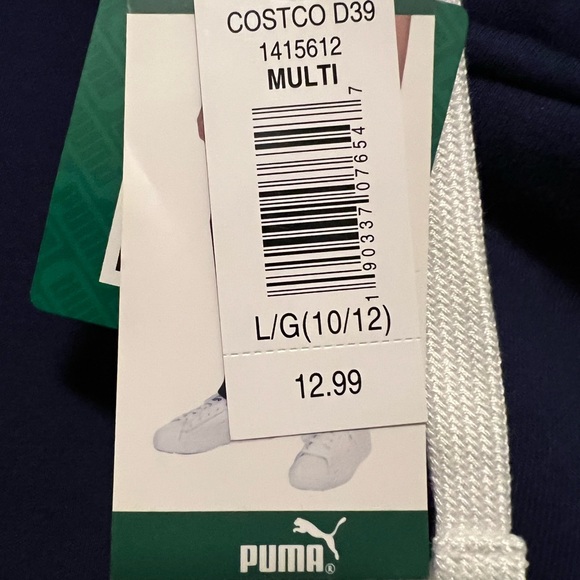 COSTCO D39
1415612
MULTI
1 90337 07654 7
L/G(10/12)
12.99
PUMA®